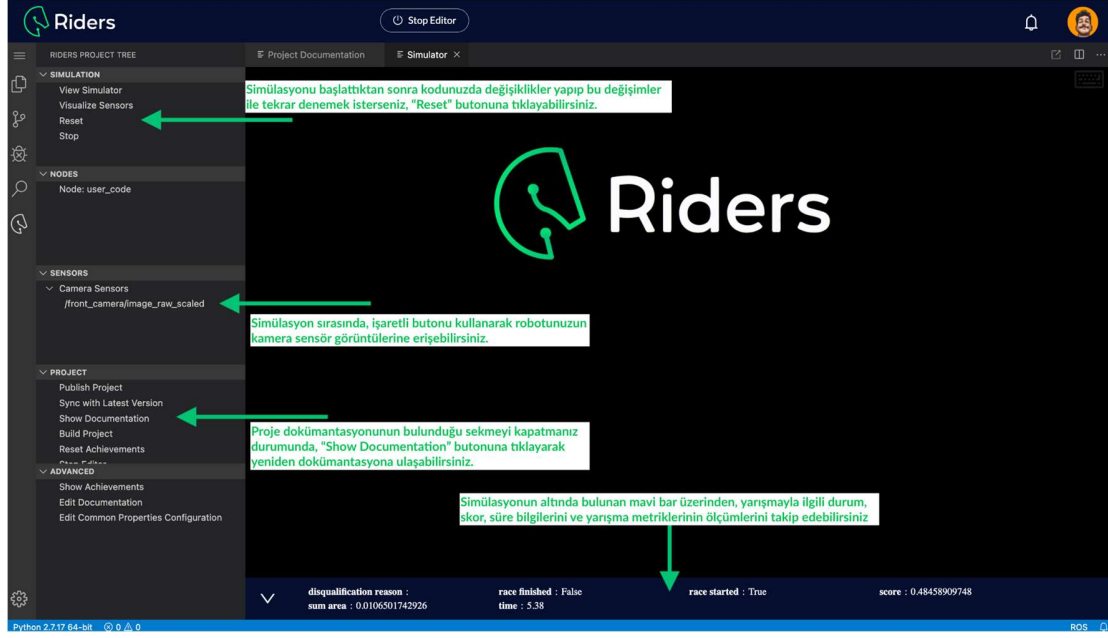 Riders
Stop Editor
RIDERS PROJECT TREE
Project Documentation
Simulator
SIMULATION
View Simulator
Visualize Sensors
Reset
Stop
Simülasyonu başlattıktan sonra kodunuzda değişiklikler yapıp bu değişimler
ile tekrar denemek isterseniz, “Reset” butonuna tıklayabilirsiniz.
NODES
Node: user_code
Riders
SENSORS
Camera Sensors
/front_camera/image_raw_scaled
Simülasyon sırasında, işaretli butonu kullanarak robotunuzun
kamera sensör görüntülerine erişebilirsiniz.
PROJECT
Publish Project
Sync with Latest Version
Show Documentation
Build Project
Reset Achievements
Stop Editor
Proje dokümantasyonunun bulunduğu sekmeyi kapatmanız
durumunda, “Show Documentation” butonuna tıklayarak
yeniden dokümantasyona ulaşabilirsiniz.
ADVANCED
Show Achievements
Edit Documentation
Edit Common Properties Configuration
Simülasyonun altında bulunan mavi bar üzerinden, yarışmayla ilgili durum,
skor, süre bilgilerini ve yarışma metriklerinin ölçümlerini takip edebilirsiniz
disqualification reason : race finished : False race started : True score : 0.48458909748
sum area : 0.0106501742926 time : 5.38
Python 2.7.17 64-bit 0 0 ROS